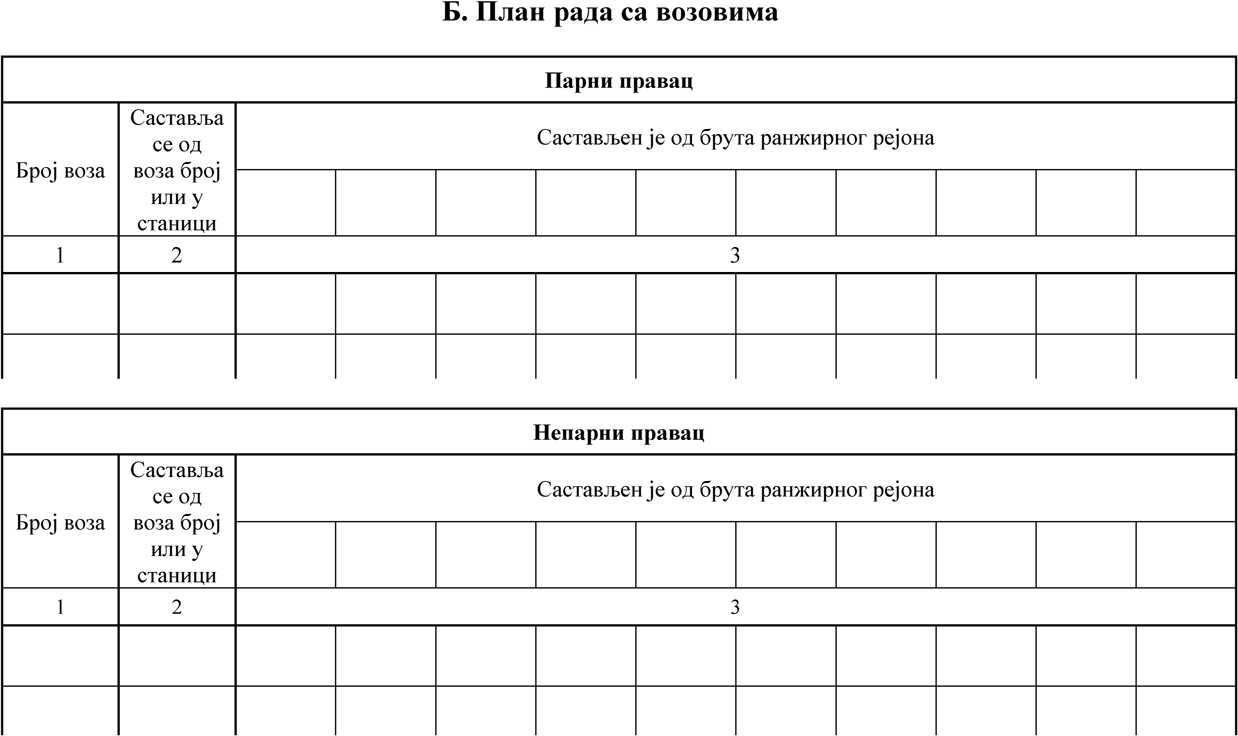 Б. План рада са возовима
Парни правац
Број воза
Саставља
се од
воза број
или у
станици
Састављен је од брута ранжирног рејона
1
2
3
Непарни правац
Број воза
Саставља
се од
воза број
или у
станици
Састављен је од брута ранжирног рејона
1
2
3